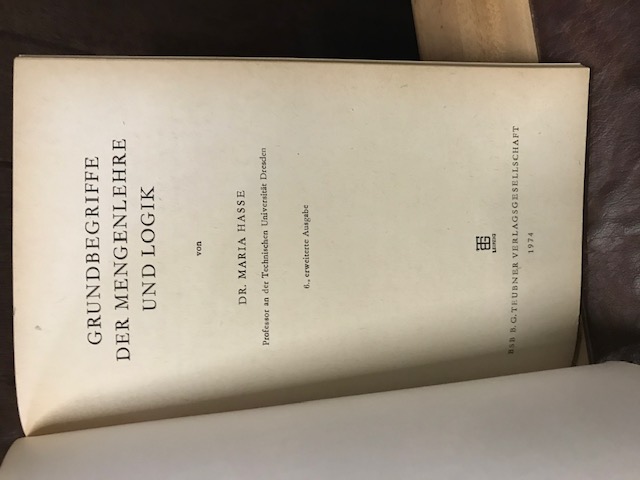 GRUNDBEGRIFFE
DER MENGENLEHRE
UND LOGIK
von
DR. MARIA HASSE
Professor an der Technischen Universität Dresden
6., erweiterte Ausgabe
LEIPZIG
BSB B. G. TEUBNER VERLAGSGESELLSCHAFT
1974